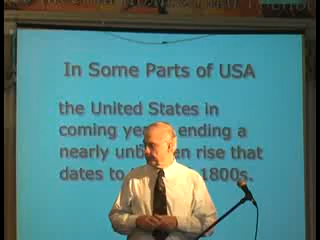 In Some Parts of USA
the United States in
coming ending a
nearly rise that
dates to 1800s.